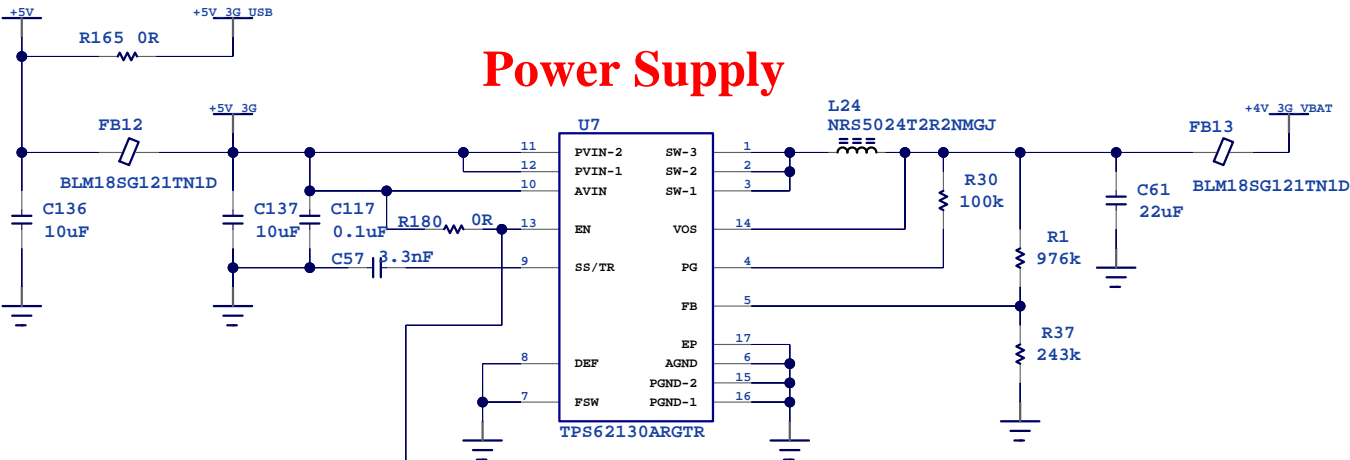 +5V
+5V_3G_USB
R165 0R
Power Supply
+5V_3G
L24
NRS5024T2R2NMGJ
+4V_3G_VBAT
FB12
U7
FB13
11 PVIN-2 SW-3 1
12 PVIN-1 SW-2 2
10 AVIN SW-1 3
BLM18SG121TN1D
R30
100k
C61
22uF
BLM18SG121TN1D
C136
10uF
C137
10uF
C117
0.1uF
R180 0R
13 EN VOS 14
R1
976k
C57 3.3nF
9 SS/TR PG 4
FB 5
R37
243k
EP 17
8 DEF AGND 6
PGND-2 15
7 FSW PGND-1 16
TPS62130ARGTR